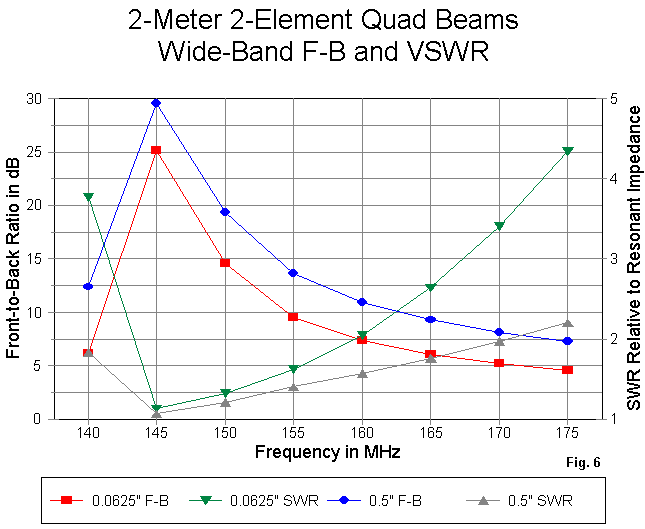 2-Meter 2-Element Quad Beams
Wide-Band F-B and VSWR
Front-to-Back Ratio in dB
30
25
20
15
10
5
0
5
4
3
2
1
SWR Relative to Resonant Impedance
140 145 150 155 160 165 170 175
Frequency in MHz
Fig. 6
0.0625" F-B 0.0625" SWR 0.5" F-B 0.5" SWR